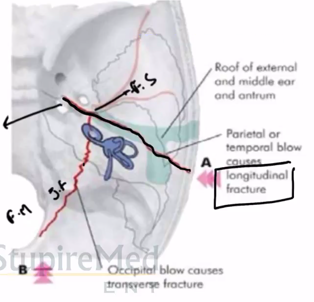 F.S
Roof of external
and middle ear
and antrum
Parietal or
temporal blow
causes
A
longitudinal
fracture
J.F
F.M
StupireMed
ENT
B
Occipital blow causes
transverse fracture